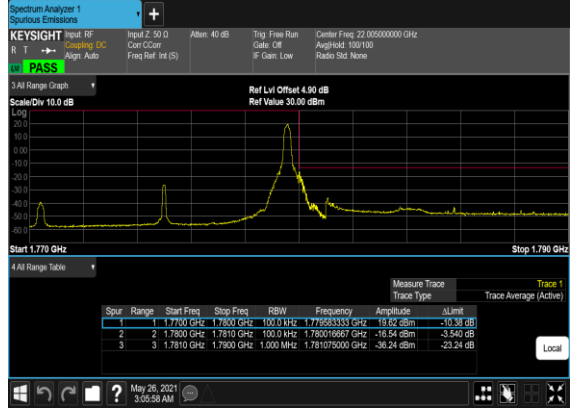 Spectrum Analyzer 1
Spurious Emissions
KEYSIGHT Input: RF Input Z: 50 Ω Atten: 40 dB Trig: Free Run Center Freq: 22.005000000 GHz
R T Coupling: DC Corr CCorr Gate: Off Avg|Hold: 100/100
Align: Auto Freq Ref: Int (S) IF Gain: Low Radio Std: None
PASS
3 All Range Graph
Ref Lvl Offset 4.90 dB
Scale/Div 10.0 dB Ref Value 30.00 dBm
Log
20.0
10.0
0.00
-10.0
-20.0
-30.0
-40.0
-50.0
-60.0
Start 1.770 GHz Stop 1.790 GHz
4 All Range Table
Measure Trace Trace 1
Trace Type Trace Average (Active)
Spur Range Start Freq Stop Freq RBW Frequency Amplitude ΔLimit
1 1 1.7700 GHz 1.7800 GHz 100.0 kHz 1.779583333 GHz 19.62 dBm -10.38 dB
2 2 1.7800 GHz 1.7810 GHz 100.0 kHz 1.780016667 GHz -16.54 dBm -3.540 dB
3 3 1.7810 GHz 1.7900 GHz 1.000 MHz 1.781075000 GHz -36.24 dBm -23.24 dB
Local
? May 26, 2021
3:05:58 AM